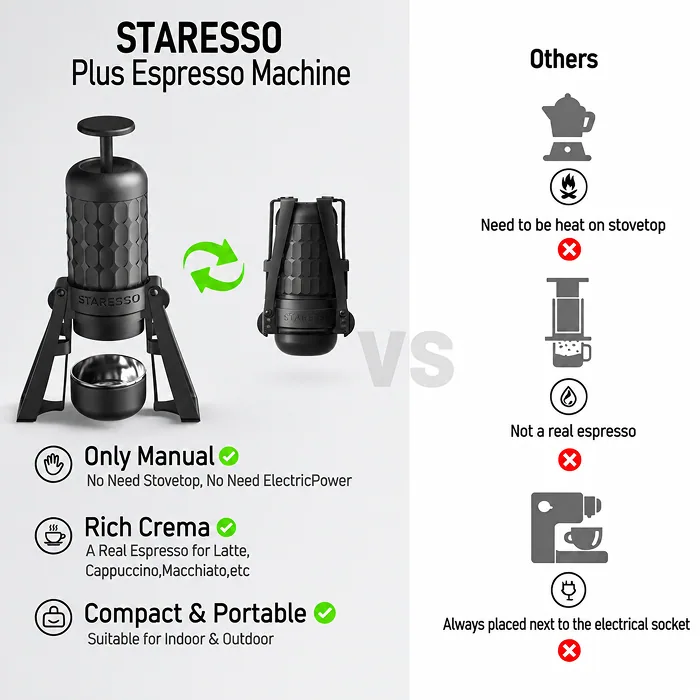 STARESSO
Plus Espresso Machine
STARESSO
STARESSO
Only Manual
No Need Stovetop, No Need ElectricPower
Rich Crema
A Real Espresso for Latte,
Cappuccino,Macchiato,etc
Compact & Portable
Suitable for Indoor & Outdoor
VS
Others
Need to be heat on stovetop
Not a real espresso
Always placed next to the electrical socket